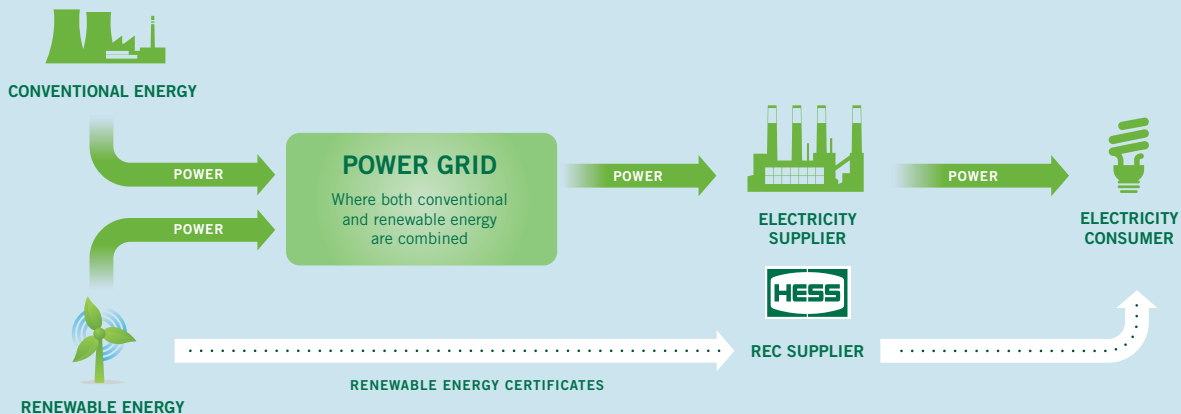 CONVENTIONAL ENERGY
POWER
POWER
POWER GRID
Where both conventional
and renewable energy
are combined
POWER
ELECTRICITY
SUPPLIER
POWER
ELECTRICITY
CONSUMER
HESS
REC SUPPLIER
RENEWABLE ENERGY CERTIFICATES
RENEWABLE ENERGY